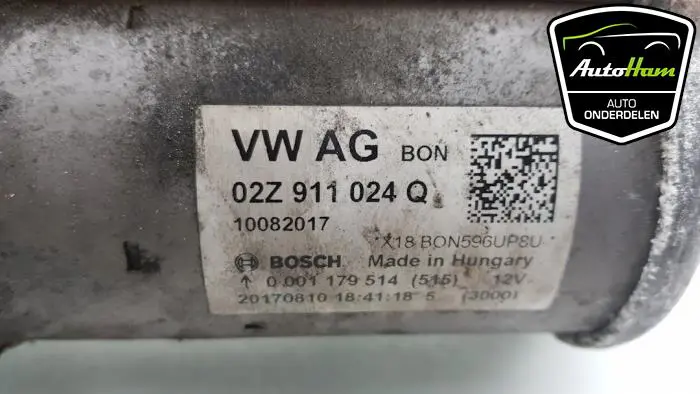 AutoHam
AUTO
ONDERDELEN
VW AG BON
02Z 911 024 Q
10082017
*X18 BON596UP8U*
BOSCH Made in Hungary
↑ 0 001 179 514 (515) 12V
20170810 18:41:18 5 (3000)